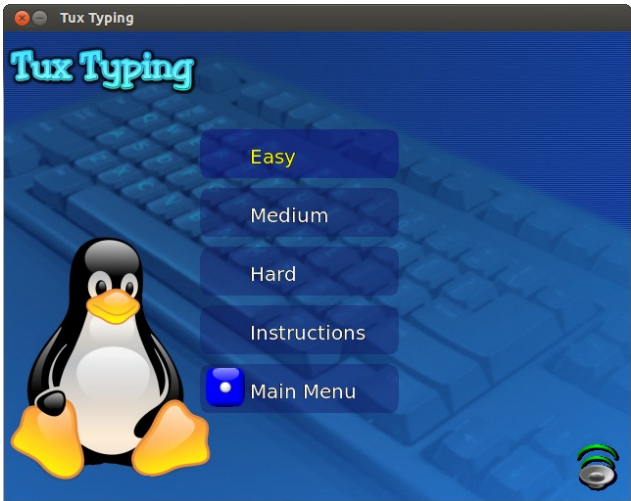 Tux Typing
Tux Typing
Easy
Medium
Hard
Instructions
Main Menu